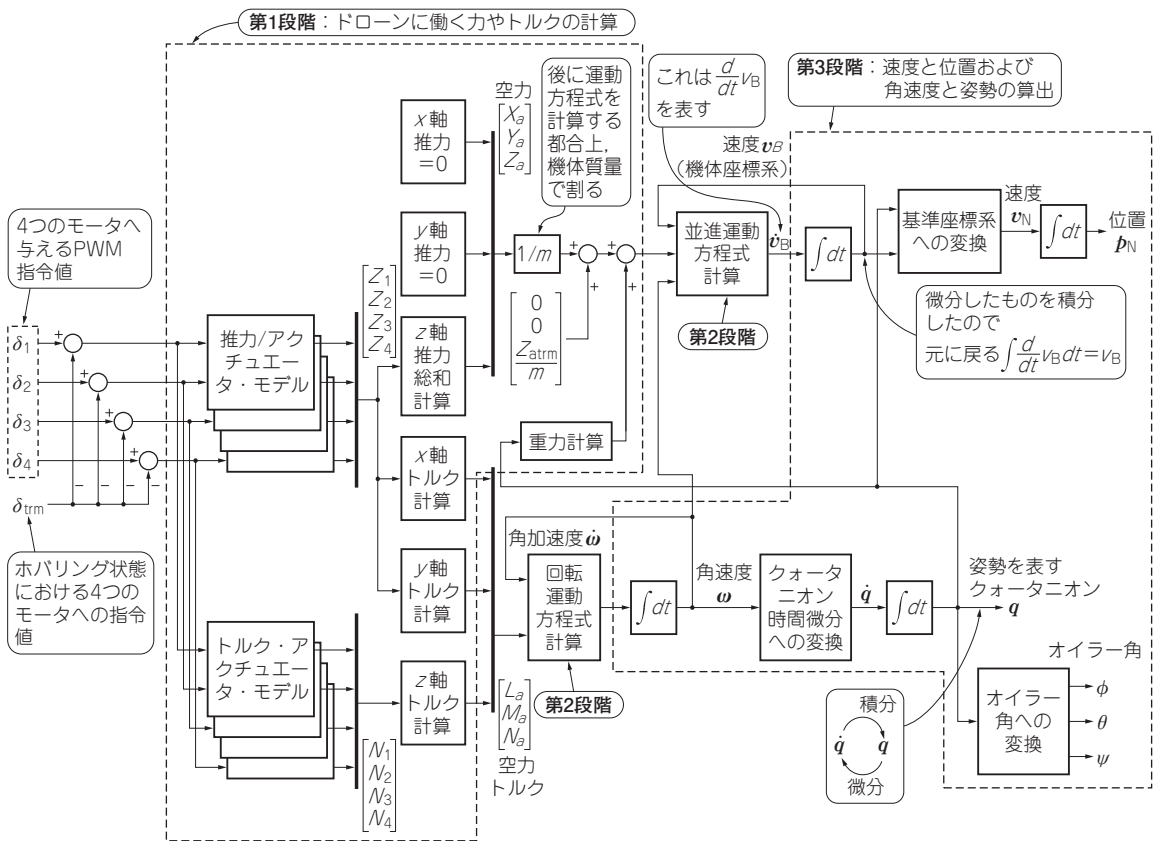 第1段階：ドローンに働く力やトルクの計算
後に運動
方程式を
計算する
都合上，
機体質量
で割る
これは d/dt vB
を表す
第3段階：速度と位置および
角速度と姿勢の算出
空力
[Xa
Ya
Za]
x軸
推力
=0
速度vB
(機体座標系)
4つのモータへ
与えるPWM
指令値
y軸
推力
=0
1/m
+
+
+
+
並進運動
方程式
計算
v̇B
∫dt
基準座標系
への変換
速度
vN
∫dt
位置
pN
[Z1
Z2
Z3
Z4]
[0
0
Zatrm/m]
第2段階
微分したものを積分
したので
元に戻る∫d/dt vBdt=vB
δ1
δ2
δ3
δ4
δtrm
+
+
+
+
−
−
−
−
推力/アク
チュエー
タ・モデル
z軸
推力
総和
計算
重力計算
x軸
トルク
計算
ホバリング状態
における4つの
モータへの指令
値
y軸
トルク
計算
角加速度ω̇
回転
運動
方程式
計算
∫dt
角速度
ω
クォータ
ニオン
時間微分
への変換
q̇
∫dt
姿勢を表す
クォータニオン
q
トルク・ア
クチュエー
タ・モデル
z軸
トルク
計算
第2段階
[La
Ma
Na]
空力
トルク
[N1
N2
N3
N4]
積分
q̇ q
微分
オイラー角
オイラー
角への
変換
ϕ
θ
ψ